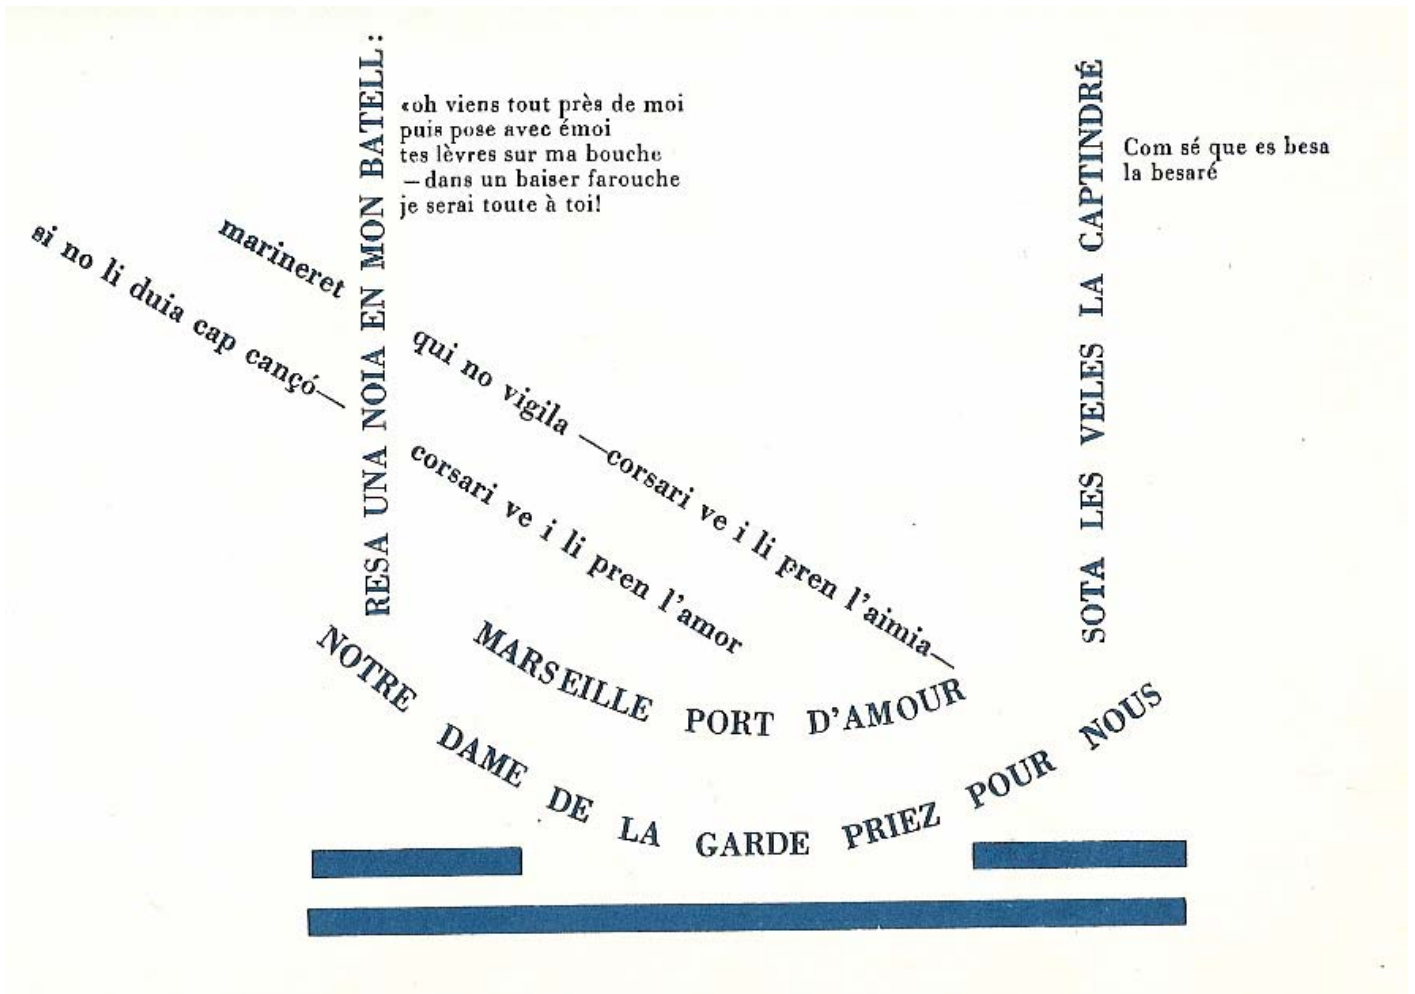 RESA UNA NOIA EN MON BATELL:
«oh viens tout près de moi
puis pose avec émoi
tes lèvres sur ma bouche
—dans un baiser farouche
je serai toute à toi!
SOTA LES VELES LA CAPTINDRÉ
Com sé que es besa
la besaré
marineret qui no vigila —corsari ve i li pren l'aimia—
si no li duia cap cançó— corsari ve i li pren l'amor
MARSEILLE PORT D'AMOUR
NOTRE DAME DE LA GARDE PRIEZ POUR NOUS